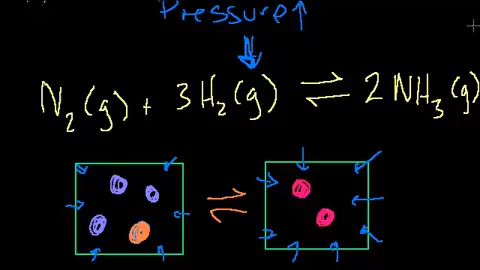 Pressure↑
N₂(g) + 3H₂(g) ⇌ 2NH₃(g)